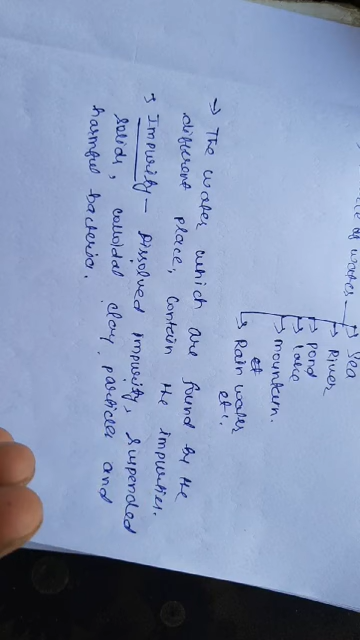 of water → Sea
→ River
→ pond
→ Lake
→ mountain.
et
→ Rain water
etc.
→ The water which are found by the
different place, contain the impurities.
→ Impurity - Dissolved impurity, Suspended
Solids, colloidal clay particles and
harmful bacteria.